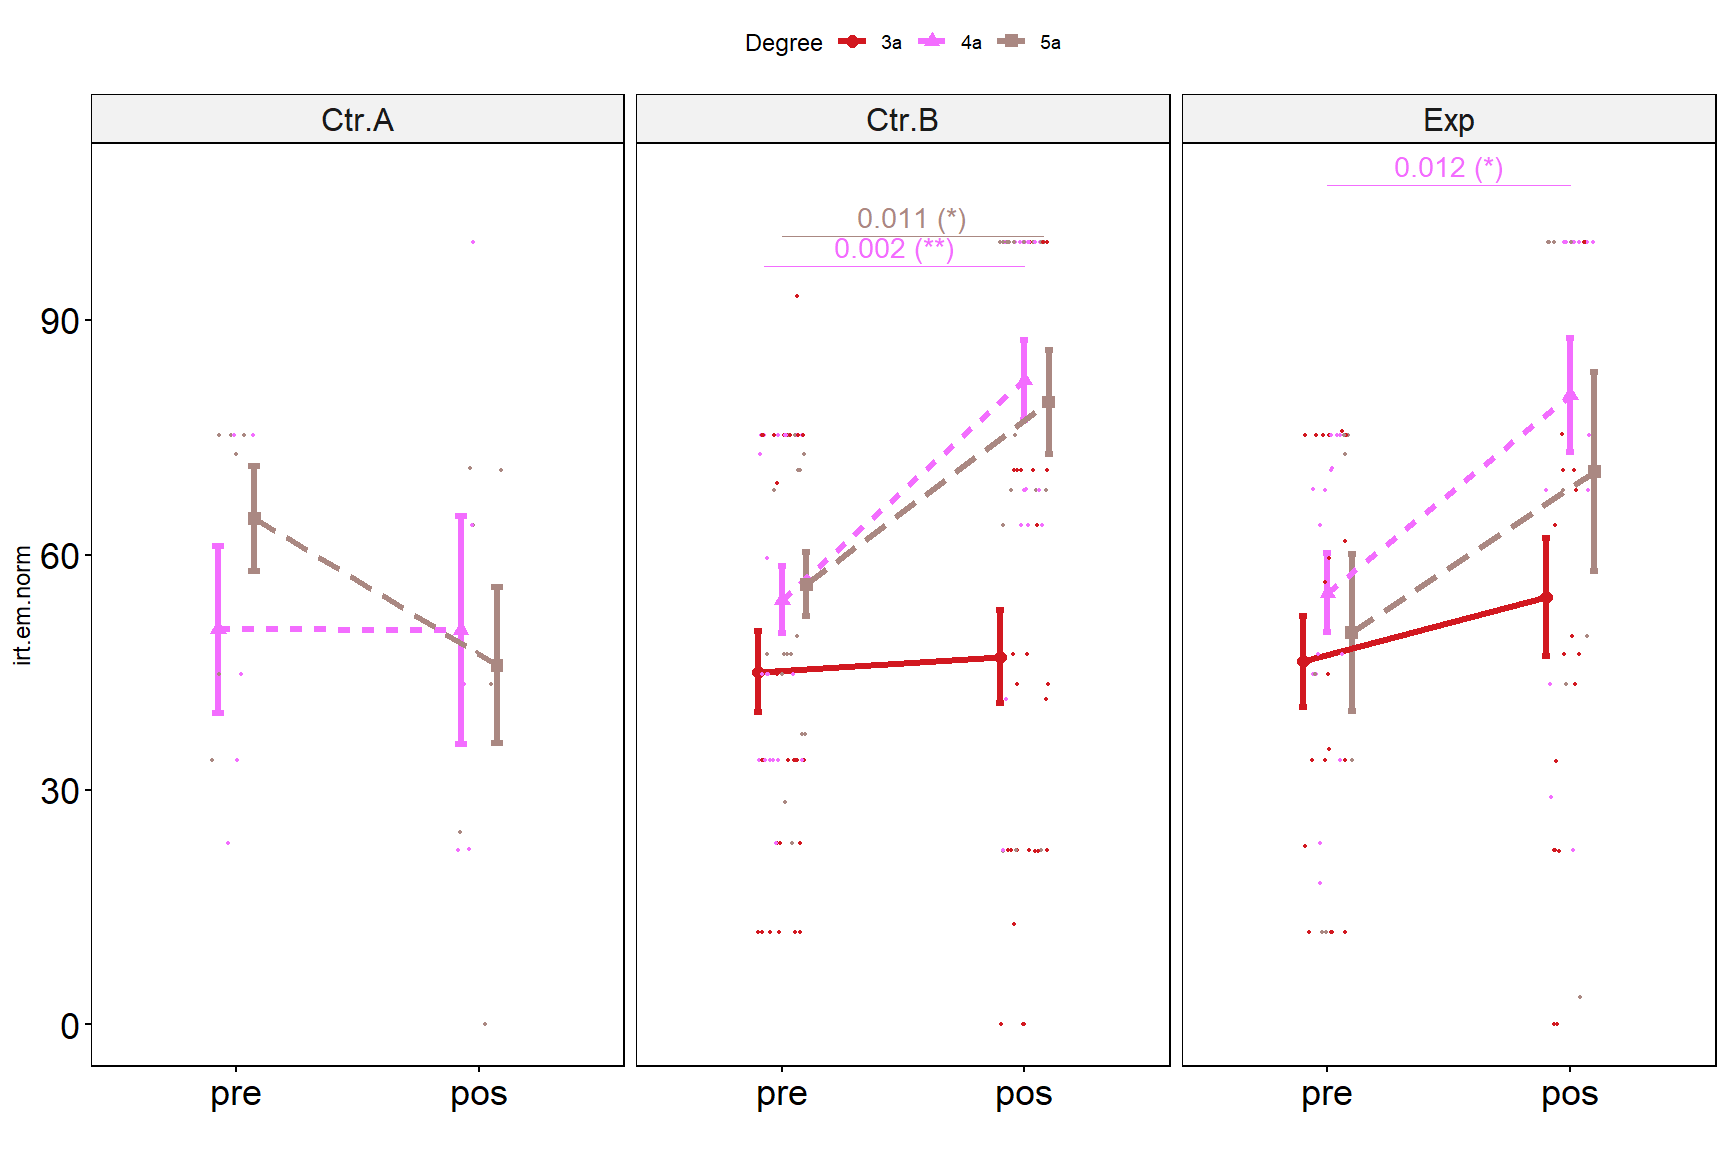 Degree 3a 4a 5a
Ctr.A Ctr.B Exp
0.012 (*)
0.011 (*)
0.002 (**)
90
60
30
0
irt.em.norm
pre pos pre pos pre pos